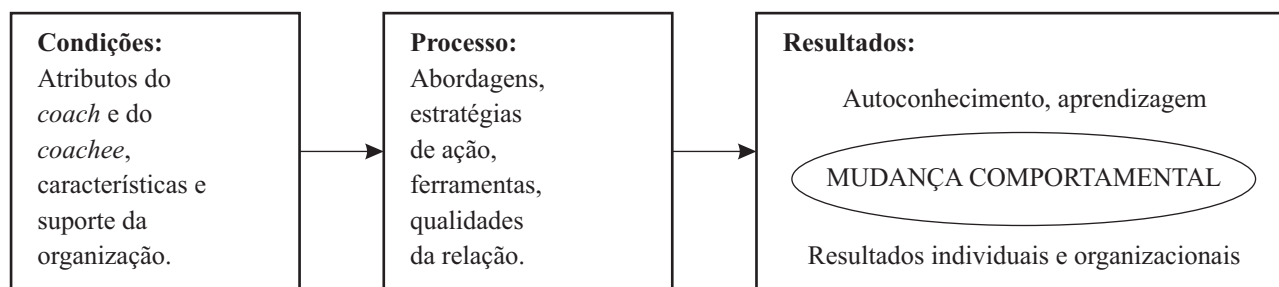 Condições:
Atributos do
coach e do
coachee,
características e
suporte da
organização.
Processo:
Abordagens,
estratégias
de ação,
ferramentas,
qualidades
da relação.
Resultados:
Autoconhecimento, aprendizagem
MUDANÇA COMPORTAMENTAL
Resultados individuais e organizacionais